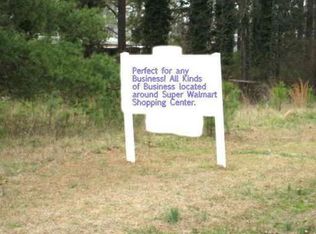 Perfect for any
Business! All Kinds
of Business located
around Super Walmart
Shopping Center.